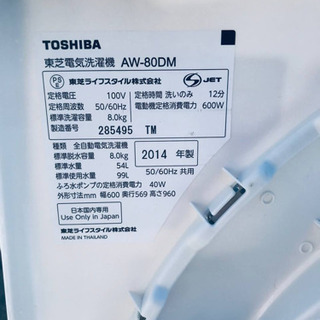 TOSHIBA
東芝電気洗濯機 AW-80DM
PS
E
東芝ライフスタイル株式会社
S JET
定格電圧 100V 定格時間 洗いのみ 12分
定格周波数 50/60Hz 電動機定格消費電力 600W
標準洗濯容量 8.0kg
製造番号 285495 TM
種類 全自動電気洗濯機
標準脱水容量 8.0kg 2014 年製
標準水量 54L
標準使用水量 99L 50/60Hz 共用
ふろ水ポンプの定格消費電力 40W
外形寸法mm 幅600 奥行569 高さ960
日本国内専用
Use Only in Japan
東芝ライフスタイル株式会社
MADE IN THAILAND